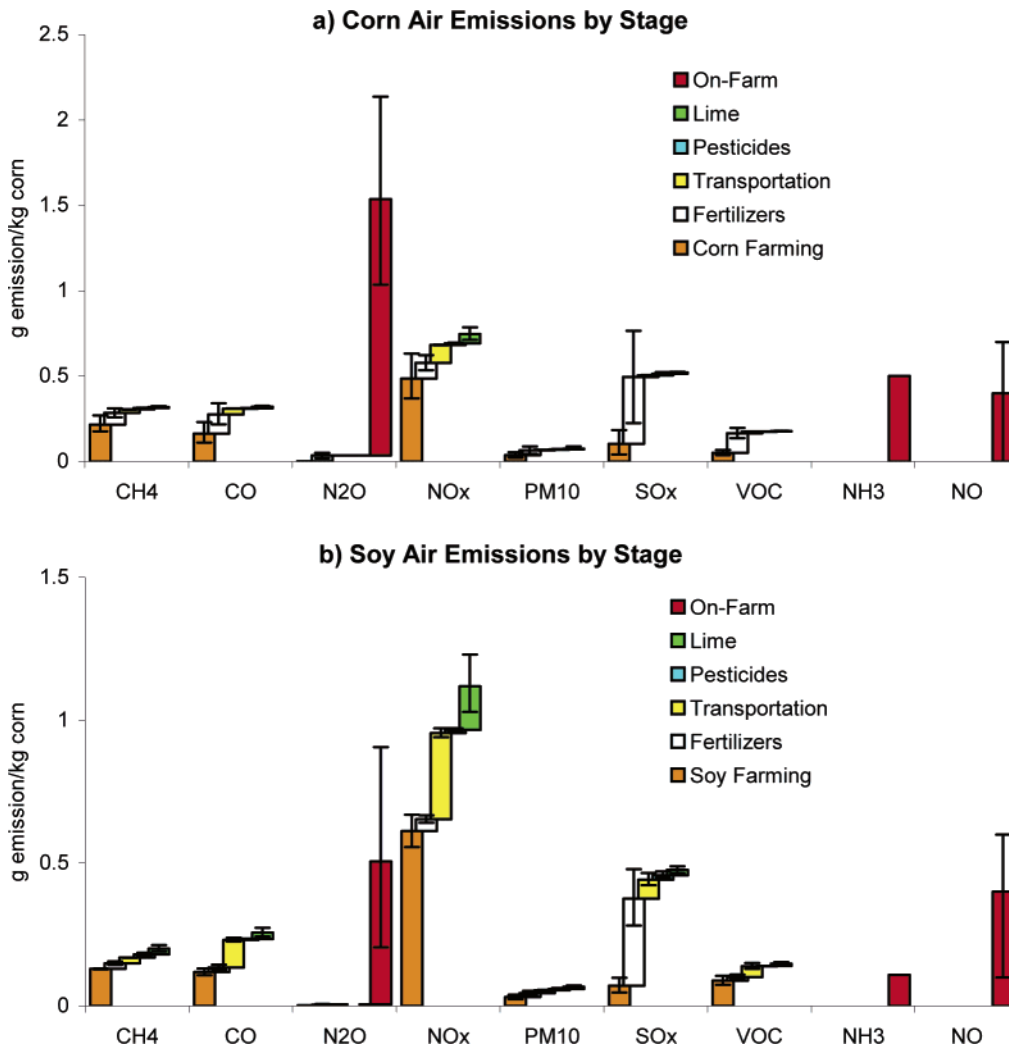 a) Corn Air Emissions by Stage
2.5
2
1.5
1
0.5
0
g emission/kg corn
On-Farm
Lime
Pesticides
Transportation
Fertilizers
Corn Farming
CH4 CO N2O NOx PM10 SOx VOC NH3 NO
b) Soy Air Emissions by Stage
1.5
1
0.5
0
g emission/kg corn
On-Farm
Lime
Pesticides
Transportation
Fertilizers
Soy Farming
CH4 CO N2O NOx PM10 SOx VOC NH3 NO